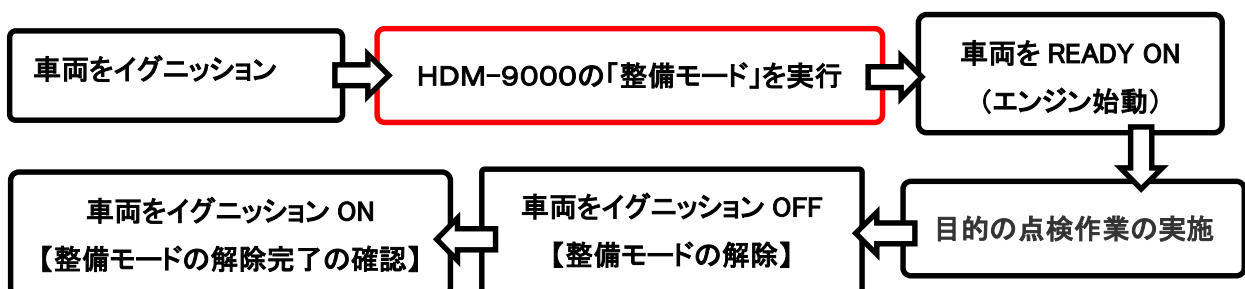 車両をイグニッション
HDM-9000の「整備モード」を実行
車両を READY ON
（エンジン始動）
目的の点検作業の実施
車両をイグニッション OFF
【整備モードの解除】
車両をイグニッション ON
【整備モードの解除完了の確認】